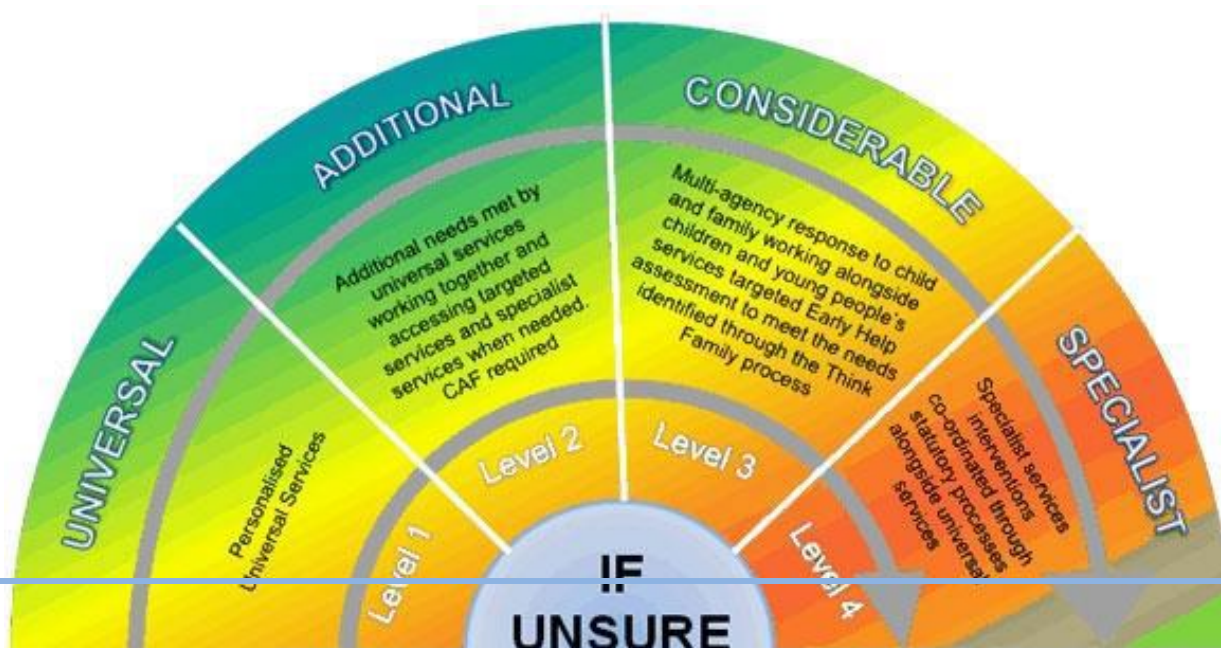 UNIVERSAL
ADDITIONAL
CONSIDERABLE
SPECIALIST
Personalised
Universal Services
Additional needs met by
universal services
working together and
accessing targeted
services and specialist
services when needed.
CAF required
Multi-agency response to child
and family working alongside
children and young people's
services targeted Early Help
assessment to meet the needs
identified through the Think
Family process
Specialist services
interventions
co-ordinated through
statutory processes
alongside universal
services
Level 1
Level 2
Level 3
Level 4
IF
UNSURE